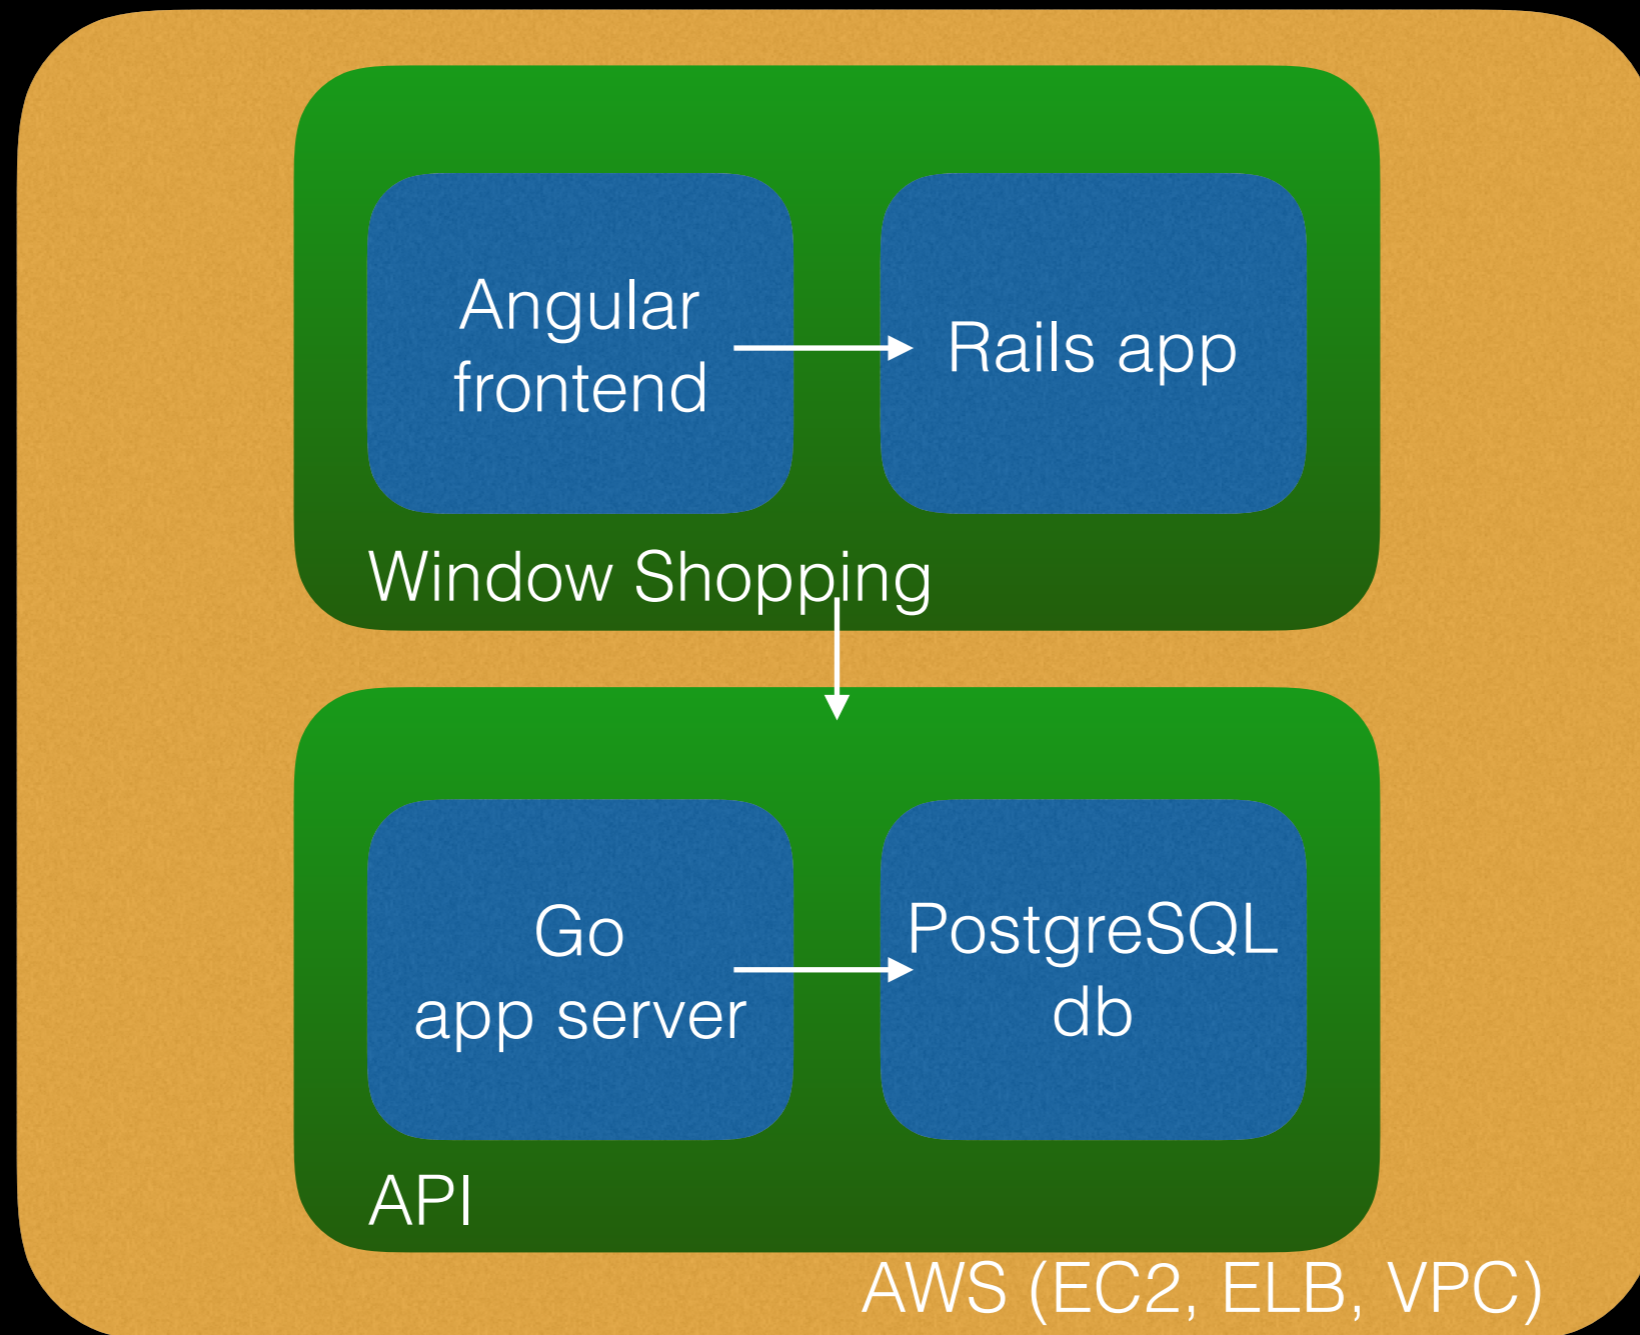 Angular
frontend
Rails app
Window Shopping
Go
app server
PostgreSQL
db
API
AWS (EC2, ELB, VPC)